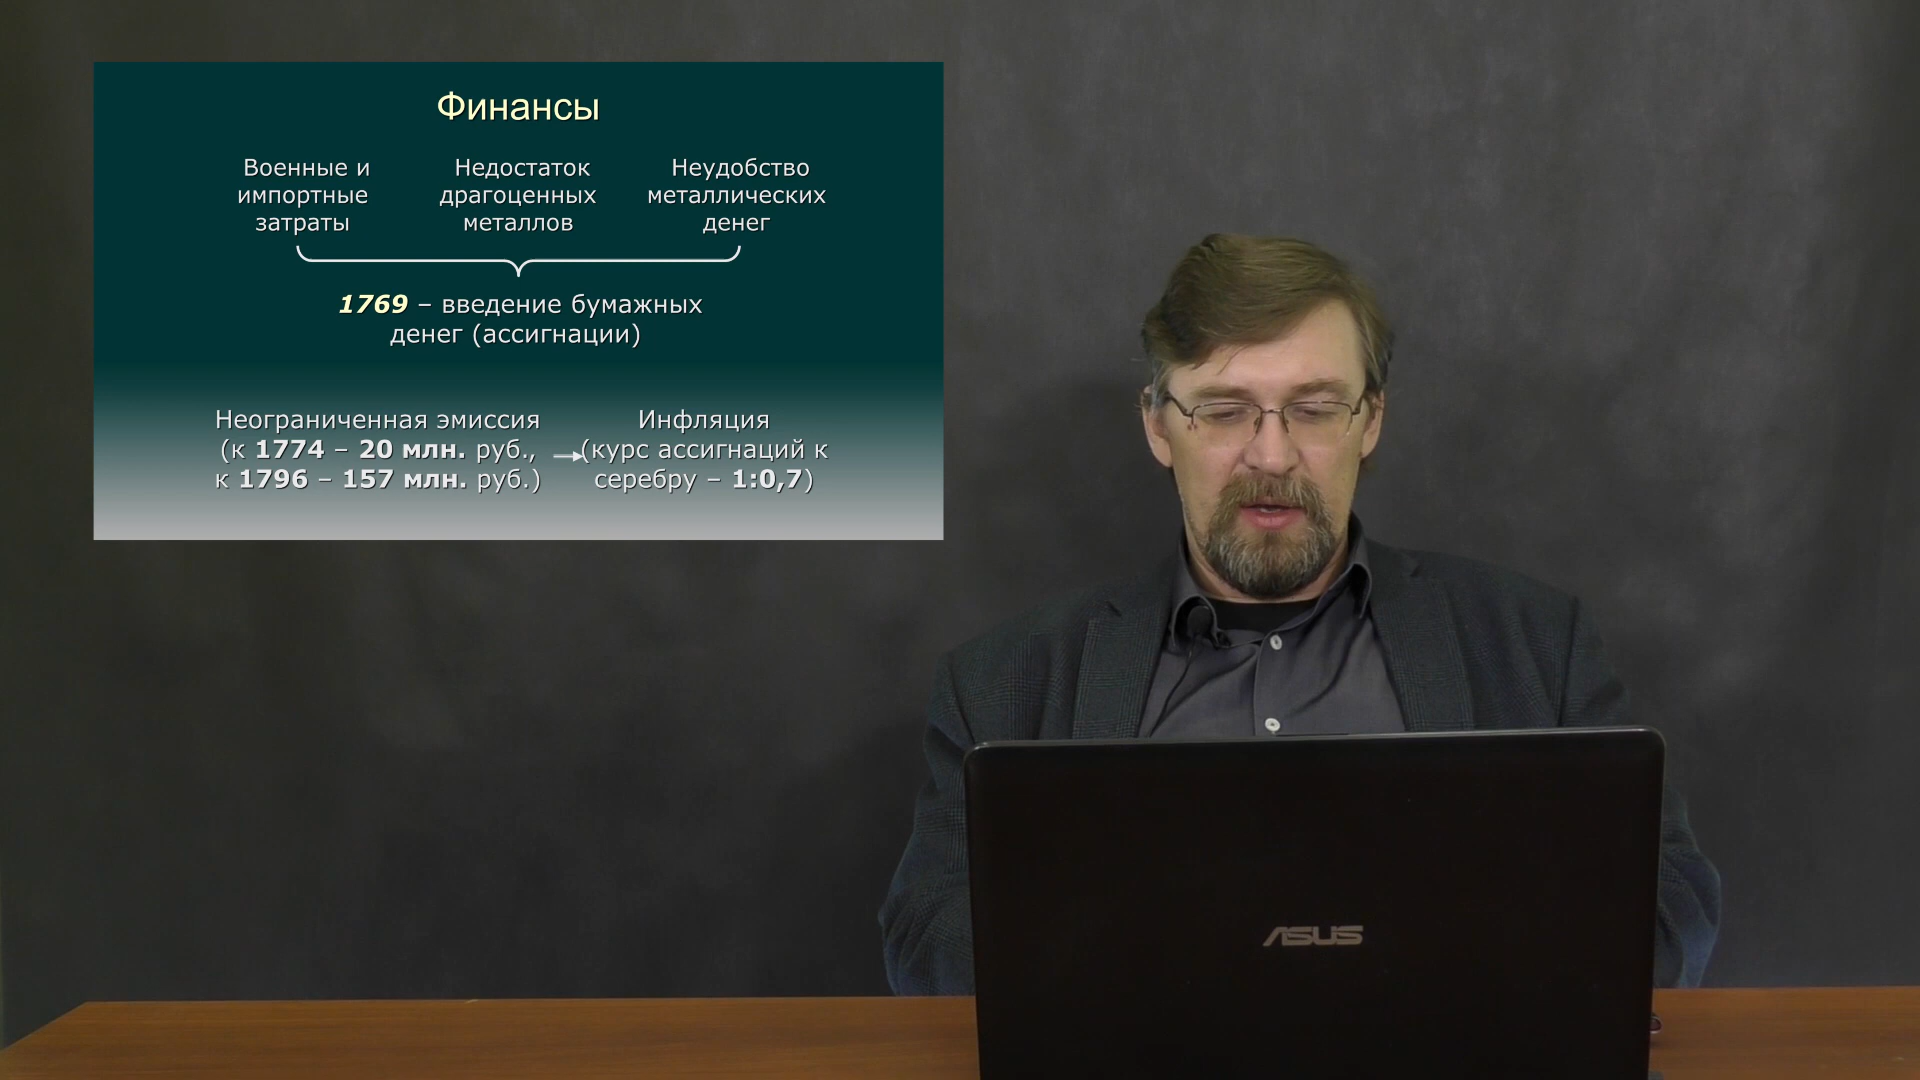 Финансы
Военные и
импортные
затраты
Недостаток
драгоценных
металлов
Неудобство
металлических
денег
1769 – введение бумажных
денег (ассигнации)
Неограниченная эмиссия
(к 1774 – 20 млн. руб.,
к 1796 – 157 млн. руб.)
Инфляция
(курс ассигнаций к
серебру – 1:0,7)
ASUS